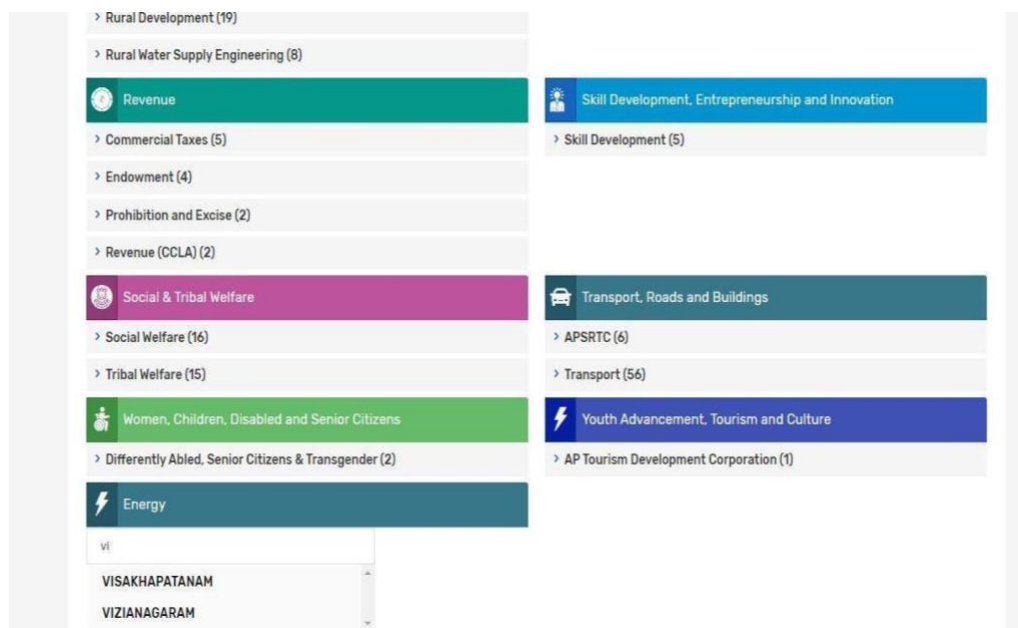 > Rural Development (19)
> Rural Water Supply Engineering (8)
Revenue
> Commercial Taxes (5)
> Endowment (4)
> Prohibition and Excise (2)
> Revenue (CCLA) (2)
Skill Development, Entrepreneurship and Innovation
> Skill Development (5)
Social & Tribal Welfare
> Social Welfare (16)
> Tribal Welfare (15)
Transport, Roads and Buildings
> APSRTC (6)
> Transport (56)
Women, Children, Disabled and Senior Citizens
> Differently Abled, Senior Citizens & Transgender (2)
Youth Advancement, Tourism and Culture
> AP Tourism Development Corporation (1)
Energy
vi
VISAKHAPATANAM
VIZIANAGARAM